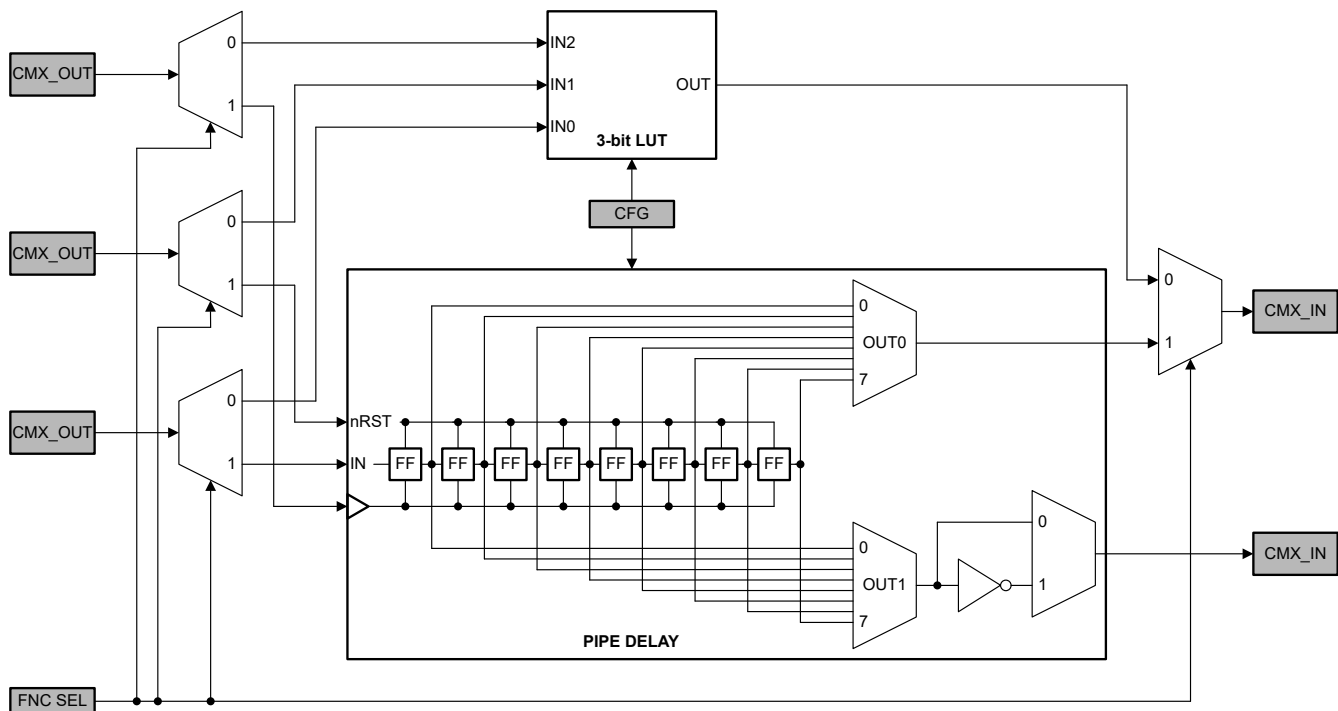 CMX_OUT
0
1
IN2
IN1
IN0
OUT
3-bit LUT
CMX_OUT
0
1
CFG
CMX_OUT
0
1
0
1
CMX_IN
0
OUT0
7
nRST
IN
FF FF FF FF FF FF FF FF
0
OUT1
7
0
1
CMX_IN
PIPE DELAY
FNC SEL